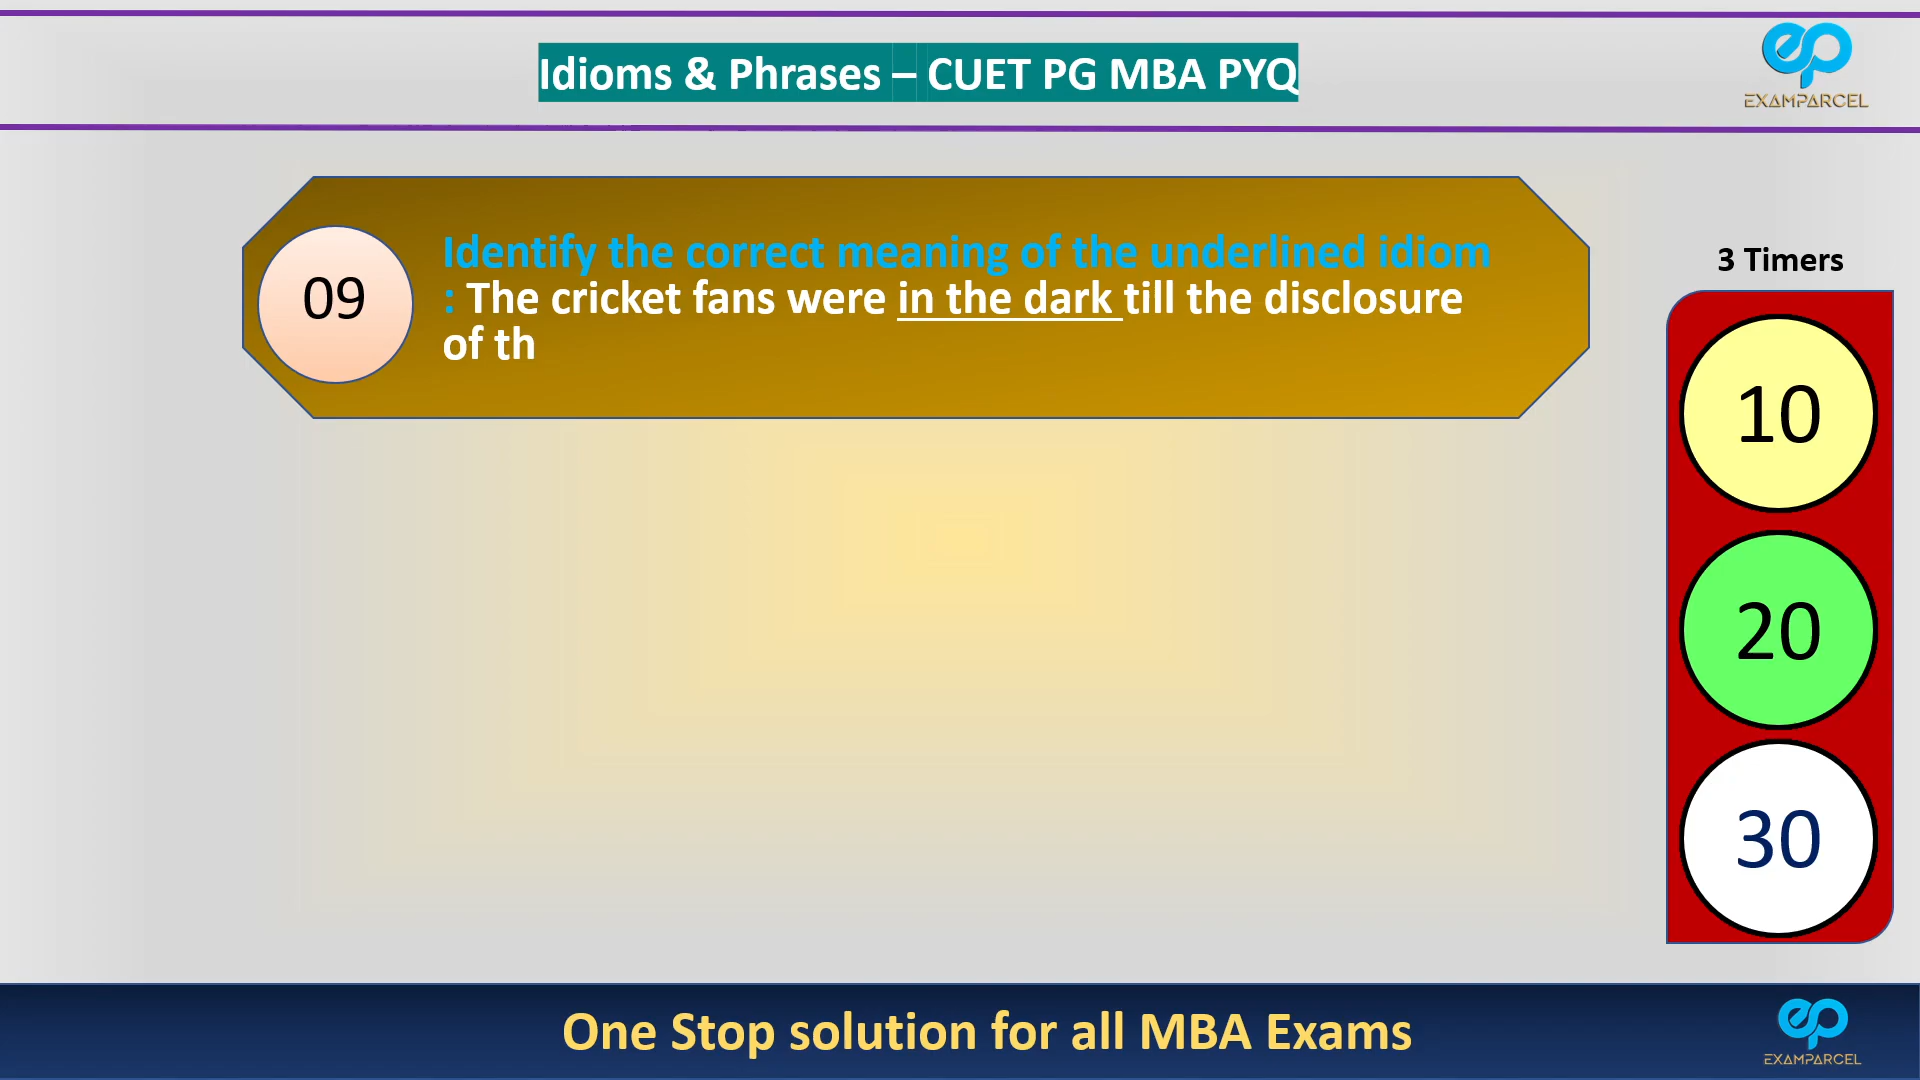 Idioms & Phrases – CUET PG MBA PYQ
EXAMPARCEL
09
Identify the correct meaning of the underlined idiom
: The cricket fans were in the dark till the disclosure
of th
3 Timers
10
20
30
One Stop solution for all MBA Exams
EXAMPARCEL